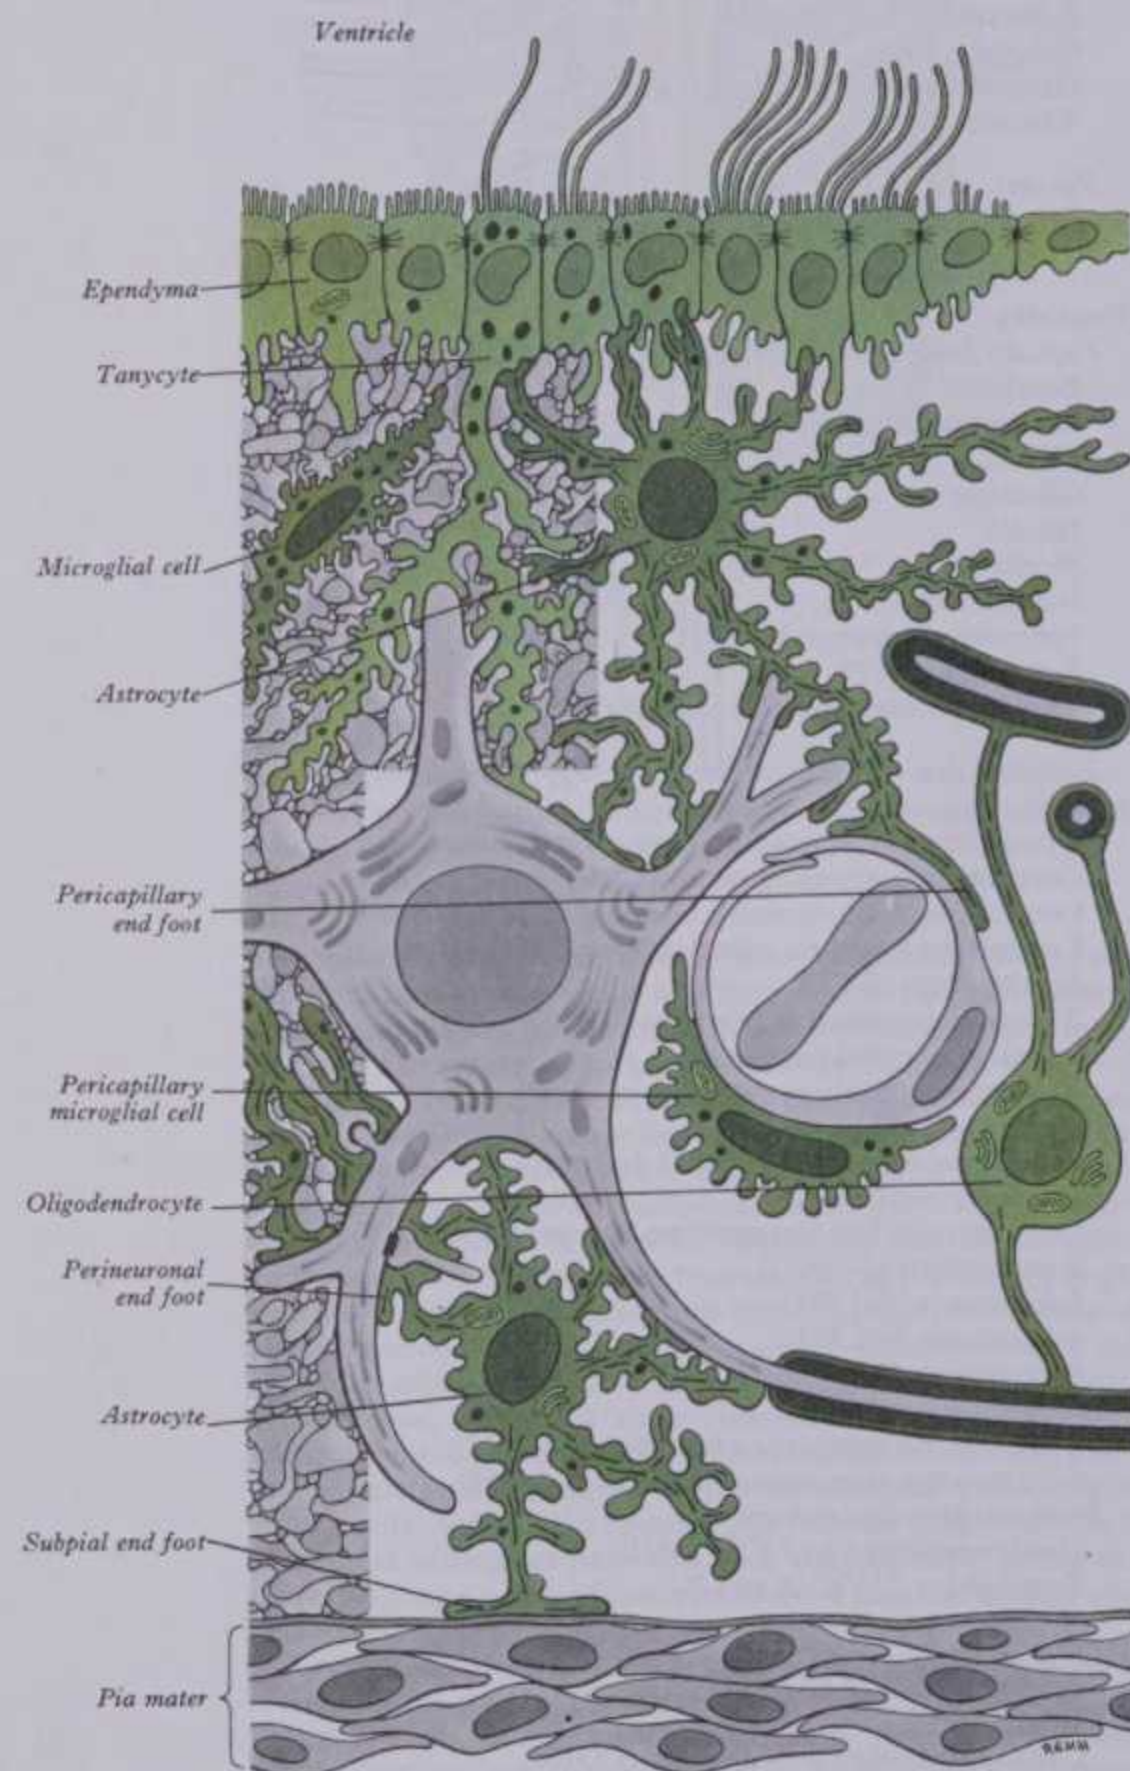 Ventricle
Ependyma
Tanycyte
Microglial cell
Astrocyte
Pericapillary
end foot
Pericapillary
microglial cell
Oligodendrocyte
Perineuronal
end foot
Astrocyte
Subpial end foot
Pia mater